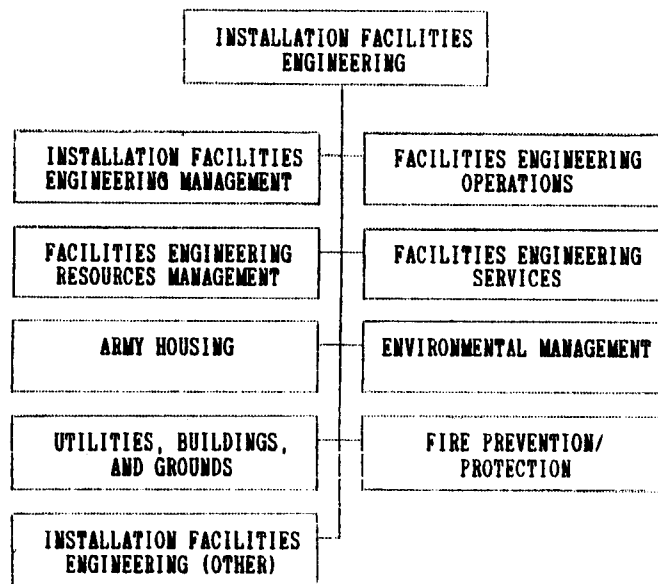 INSTALLATION FACILITIES
ENGINEERING
INSTALLATION FACILITIES
ENGINEERING MANAGEMENT
FACILITIES ENGINEERING
OPERATIONS
FACILITIES ENGINEERING
RESOURCES MANAGEMENT
FACILITIES ENGINEERING
SERVICES
ARMY HOUSING
ENVIRONMENTAL MANAGEMENT
UTILITIES, BUILDINGS,
AND GROUNDS
FIRE PREVENTION/
PROTECTION
INSTALLATION FACILITIES
ENGINEERING (OTHER)